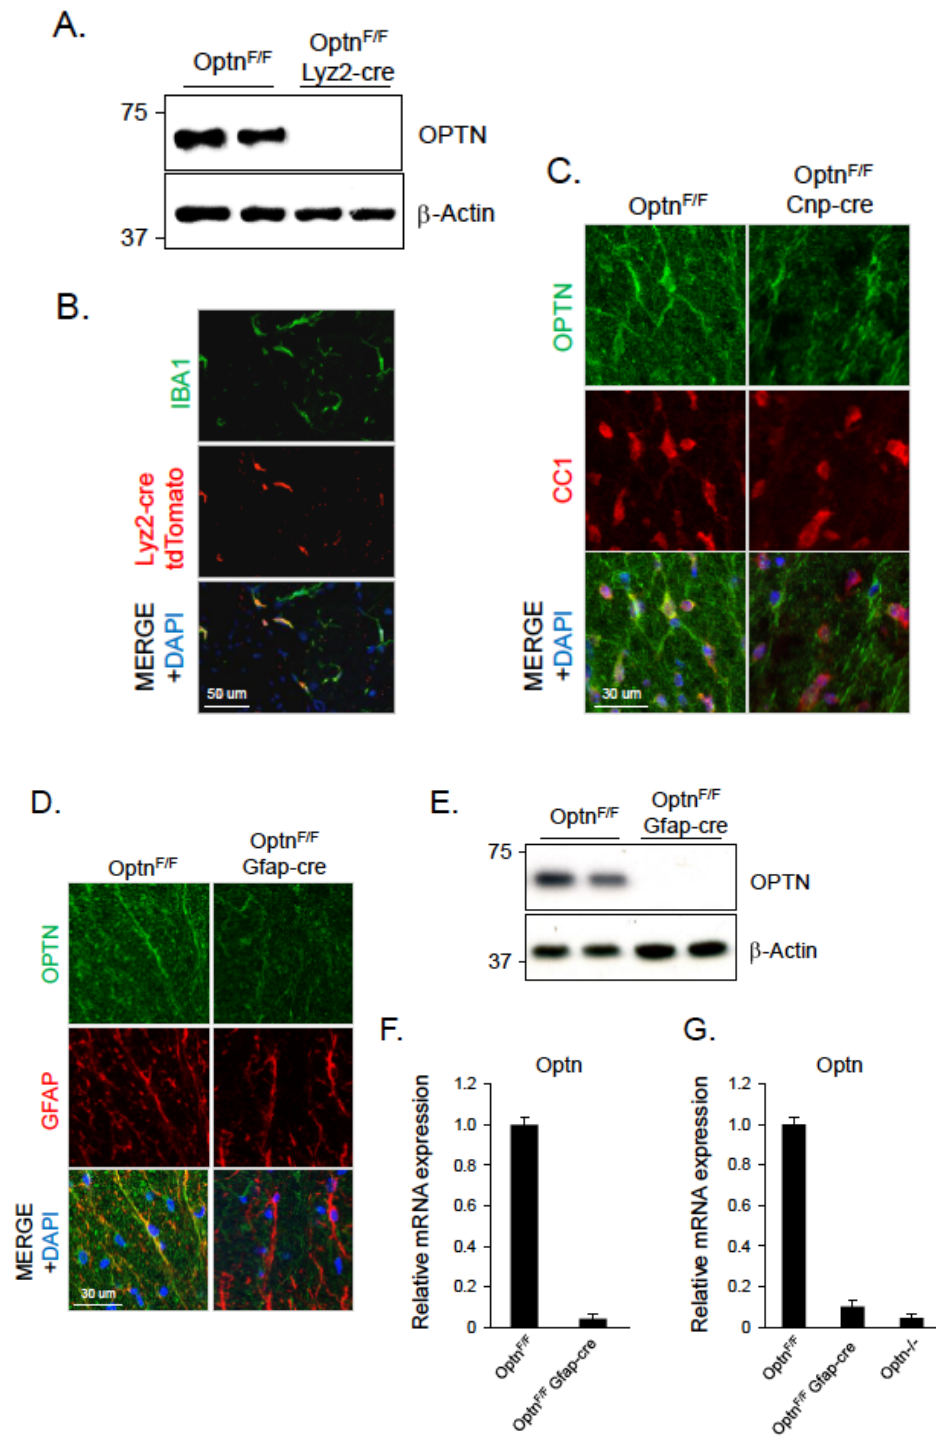 A.
Optn^F/F
Optn^F/F
Lyz2-cre
75
OPTN
β-Actin
37
B.
IBA1
Lyz2-cre
tdTomato
MERGE
+DAPI
50 um
C.
Optn^F/F
Optn^F/F
Cnp-cre
OPTN
CC1
MERGE
+DAPI
30 um
D.
Optn^F/F
Optn^F/F
Gfap-cre
OPTN
GFAP
MERGE
+DAPI
30 um
E.
Optn^F/F
Optn^F/F
Gfap-cre
75
OPTN
β-Actin
37
F.
Optn
Relative mRNA expression
1.2
1.0
0.8
0.6
0.4
0.2
0
Optn^F/F
Optn^F/F Gfap-cre
G.
Optn
Relative mRNA expression
1.2
1.0
0.8
0.6
0.4
0.2
0
Optn^F/F
Optn^F/F Gfap-cre
Optn-/-